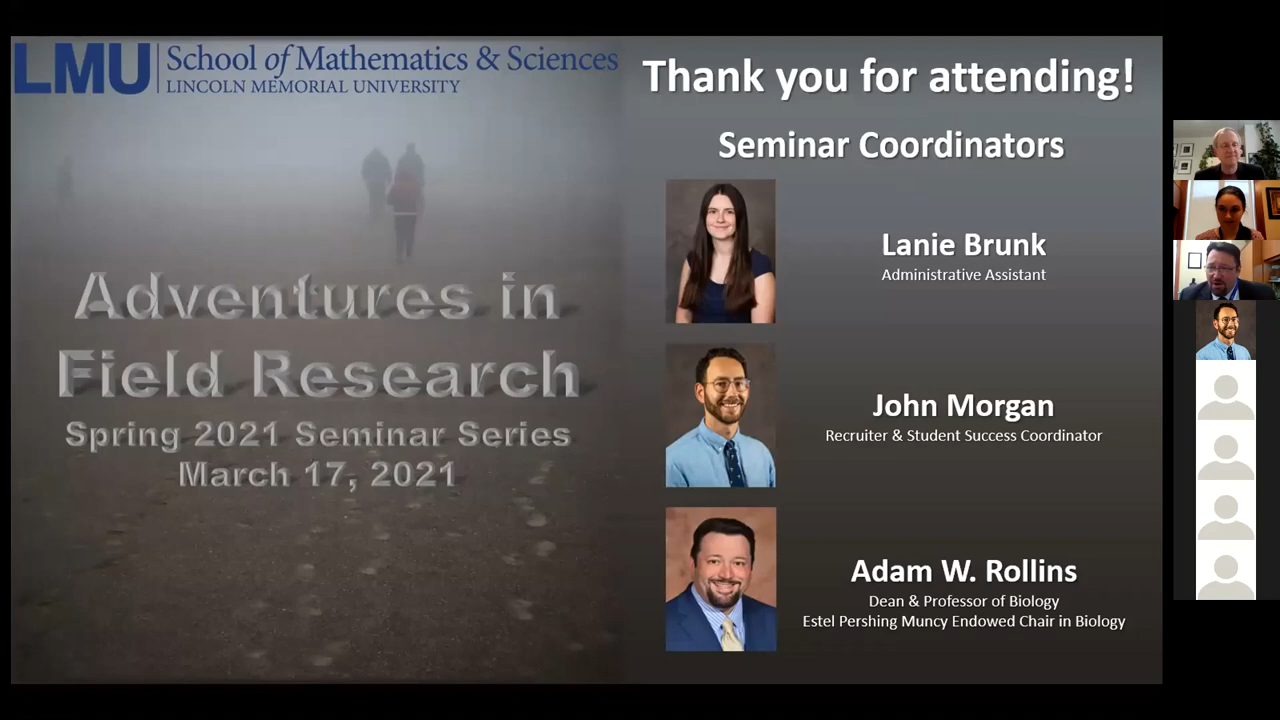 LMU School of Mathematics & Sciences
LINCOLN MEMORIAL UNIVERSITY
Adventures in
Field Research
Spring 2021 Seminar Series
March 17, 2021
Thank you for attending!
Seminar Coordinators
Lanie Brunk
Administrative Assistant
John Morgan
Recruiter & Student Success Coordinator
Adam W. Rollins
Dean & Professor of Biology
Estel Pershing Muncy Endowed Chair in Biology